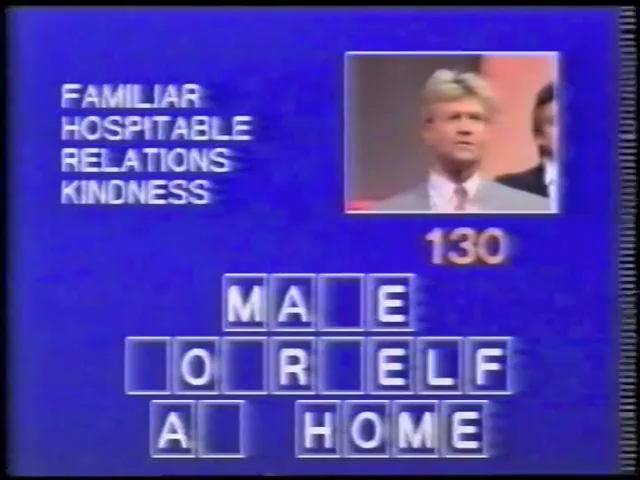 FAMILIAR
HOSPITABLE
RELATIONS
KINDNESS
130
MA E
 O R ELF
A  HOME